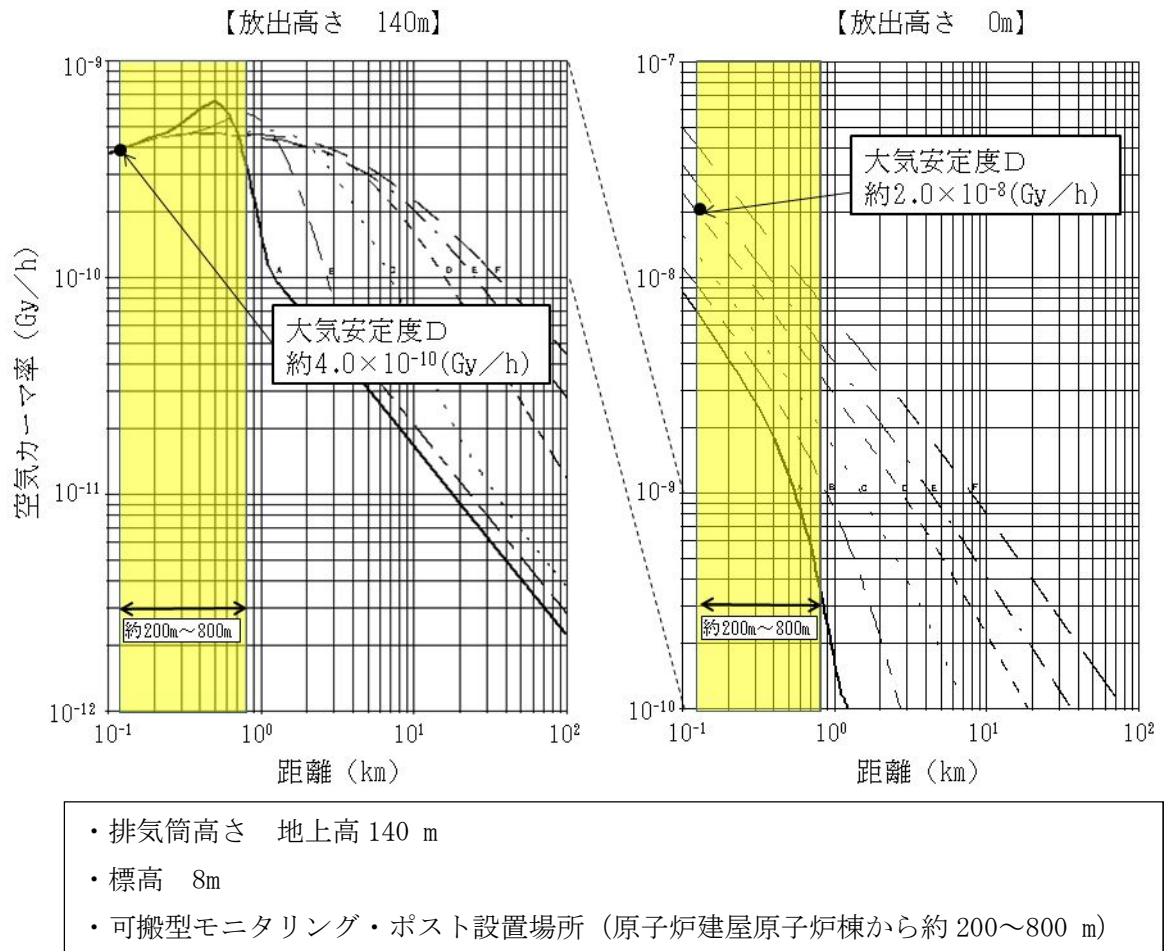 【放出高さ　140m】
【放出高さ　0m】
空気カーマ率（Gy／h）
10⁻⁹
10⁻¹⁰
10⁻¹¹
10⁻¹²
A B C D E F
大気安定度Ｄ
約4.0×10⁻¹⁰(Gy／h)
約200m～800m
10⁻¹ 10⁰ 10¹ 10²
距離（km）
10⁻⁷
10⁻⁸
10⁻⁹
10⁻¹⁰
大気安定度Ｄ
約2.0×10⁻⁸(Gy／h)
A B C D E F
約200m～800m
10⁻¹ 10⁰ 10¹ 10²
距離（km）
・排気筒高さ　地上高 140 m
・標高　8m
・可搬型モニタリング・ポスト設置場所（原子炉建屋原子炉棟から約 200～800 m）